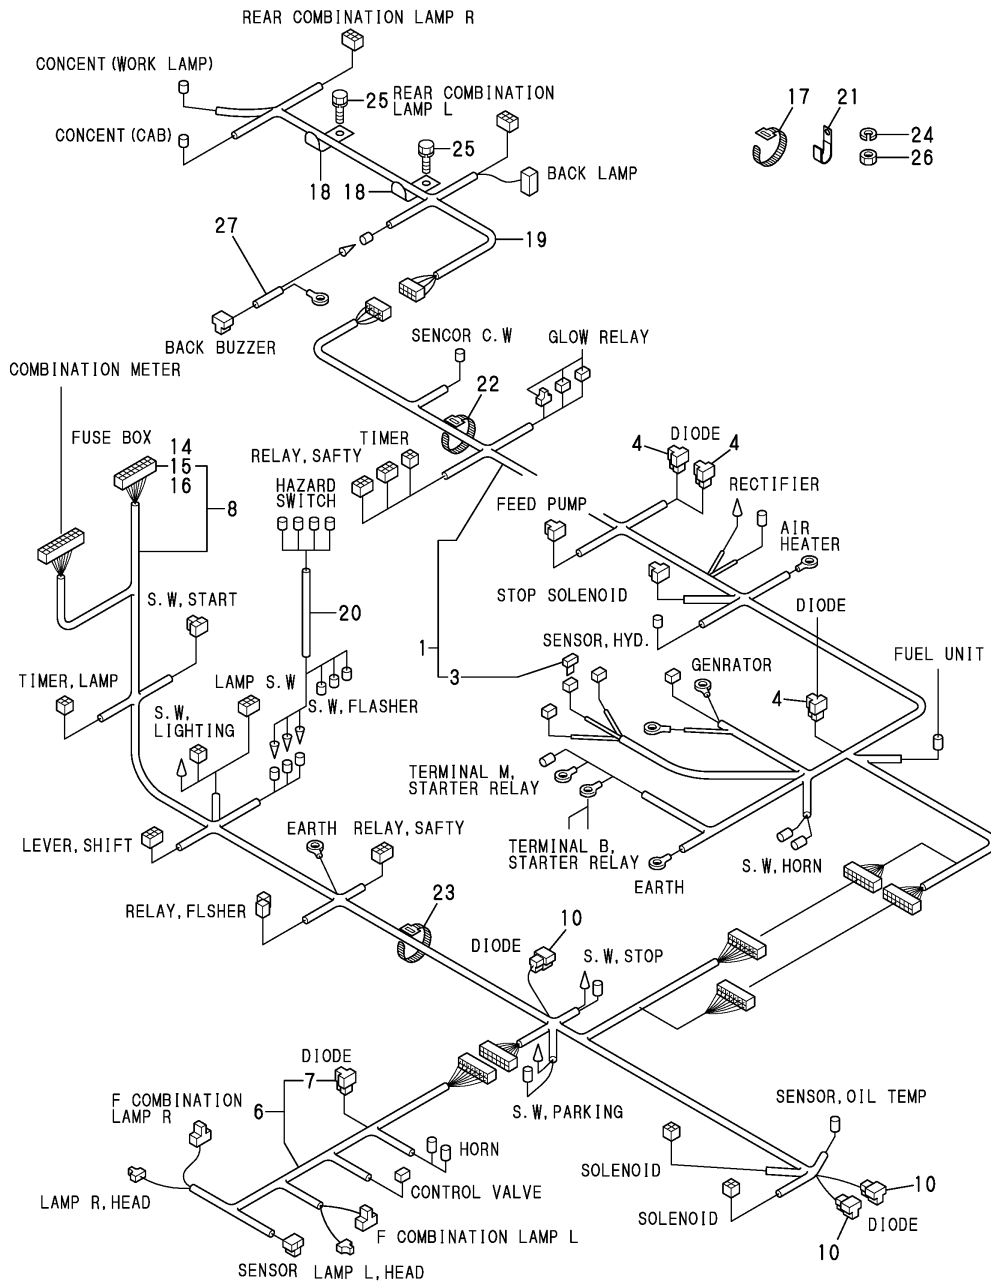 REAR COMBINATION LAMP R
CONCENT (WORK LAMP)
25 REAR COMBINATION
LAMP L
17 21
CONCENT (CAB)
24
25
26
18 18
BACK LAMP
27
19
BACK BUZZER
SENCOR C.W
GLOW RELAY
COMBINATION METER
22
FUSE BOX
14
15
16
8
TIMER
RELAY, SAFTY
HAZARD
SWITCH
4 DIODE 4
RECTIFIER
FEED PUMP
AIR
HEATER
S.W, START
20
STOP SOLENOID
DIODE
1
3
SENSOR, HYD.
GENRATOR
FUEL UNIT
4
TIMER, LAMP
LAMP S.W
S.W, FLASHER
S.W,
LIGHTING
TERMINAL M,
STARTER RELAY
TERMINAL B,
STARTER RELAY
LEVER, SHIFT
EARTH
RELAY, SAFTY
S.W, HORN
EARTH
23
RELAY, FLSHER
10
DIODE
S.W, STOP
DIODE
7
6
F COMBINATION
LAMP R
S.W, PARKING
SENSOR, OIL TEMP
HORN
SOLENOID
CONTROL VALVE
10
LAMP R, HEAD
SOLENOID
DIODE
10
F COMBINATION LAMP L
SENSOR
LAMP L, HEAD